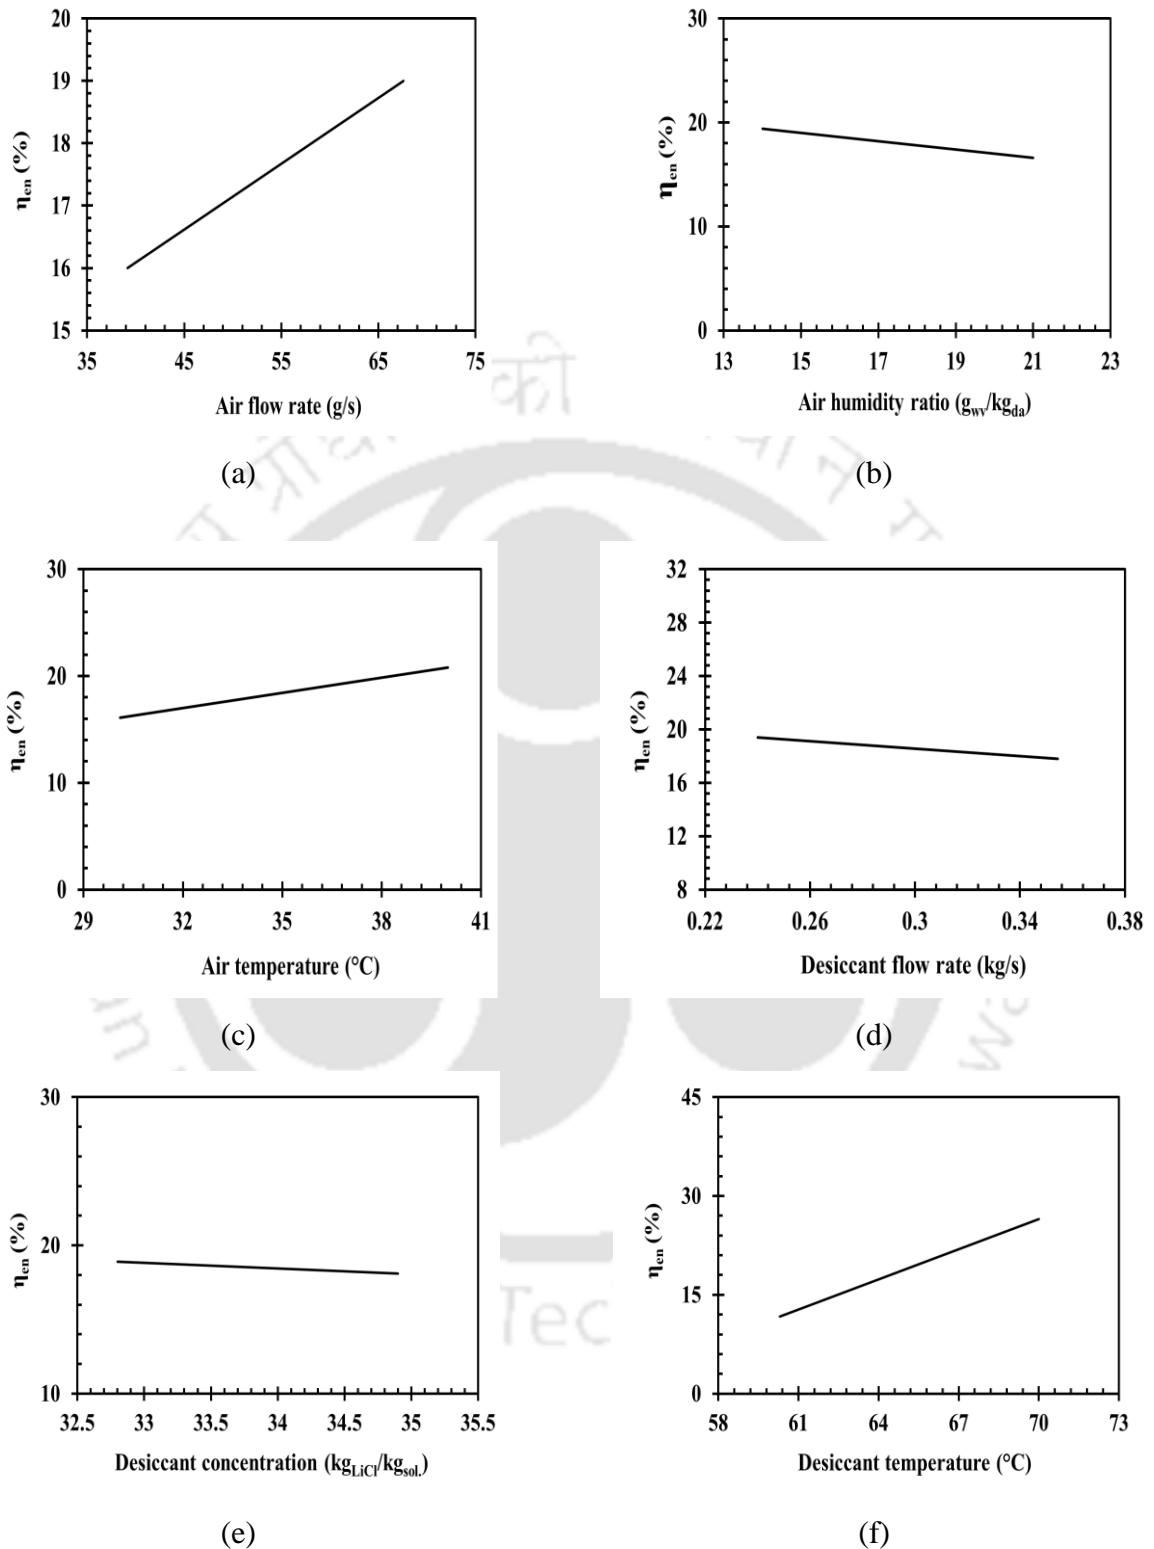 20
19
18
17
16
15
35 45 55 65 75
η_en (%)
Air flow rate (g/s)
(a)
30
20
10
0
13 15 17 19 21 23
η_en (%)
Air humidity ratio (g_wv/kg_da)
(b)
30
20
10
0
29 32 35 38 41
η_en (%)
Air temperature (°C)
(c)
32
28
24
20
16
12
8
0.22 0.26 0.3 0.34 0.38
η_en (%)
Desiccant flow rate (kg/s)
(d)
30
20
10
32.5 33 33.5 34 34.5 35 35.5
η_en (%)
Desiccant concentration (kg_LiCl/kg_sol.)
(e)
45
30
15
0
58 61 64 67 70 73
η_en (%)
Desiccant temperature (°C)
(f)
की
Tec